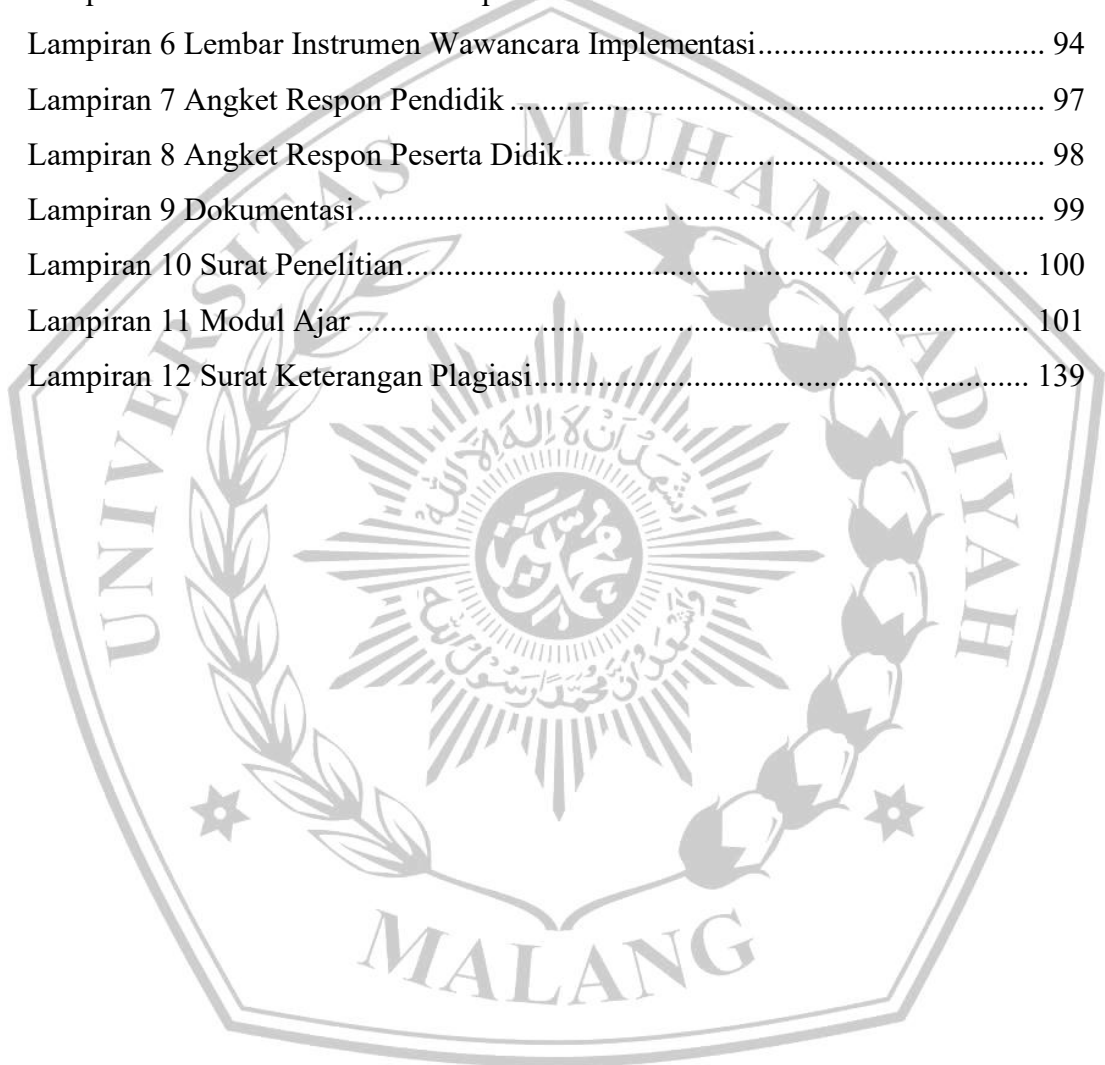 Lampiran 6 Lembar Instrumen Wawancara Implementasi.................................. 94
Lampiran 7 Angket Respon Pendidik ................................................................. 97
Lampiran 8 Angket Respon Peserta Didik........................................................... 98
Lampiran 9 Dokumentasi..................................................................................... 99
Lampiran 10 Surat Penelitian............................................................................. 100
Lampiran 11 Modul Ajar ................................................................................... 101
Lampiran 12 Surat Keterangan Plagiasi............................................................. 139
UNIVERSITAS MUHAMMADIYAH
MALANG